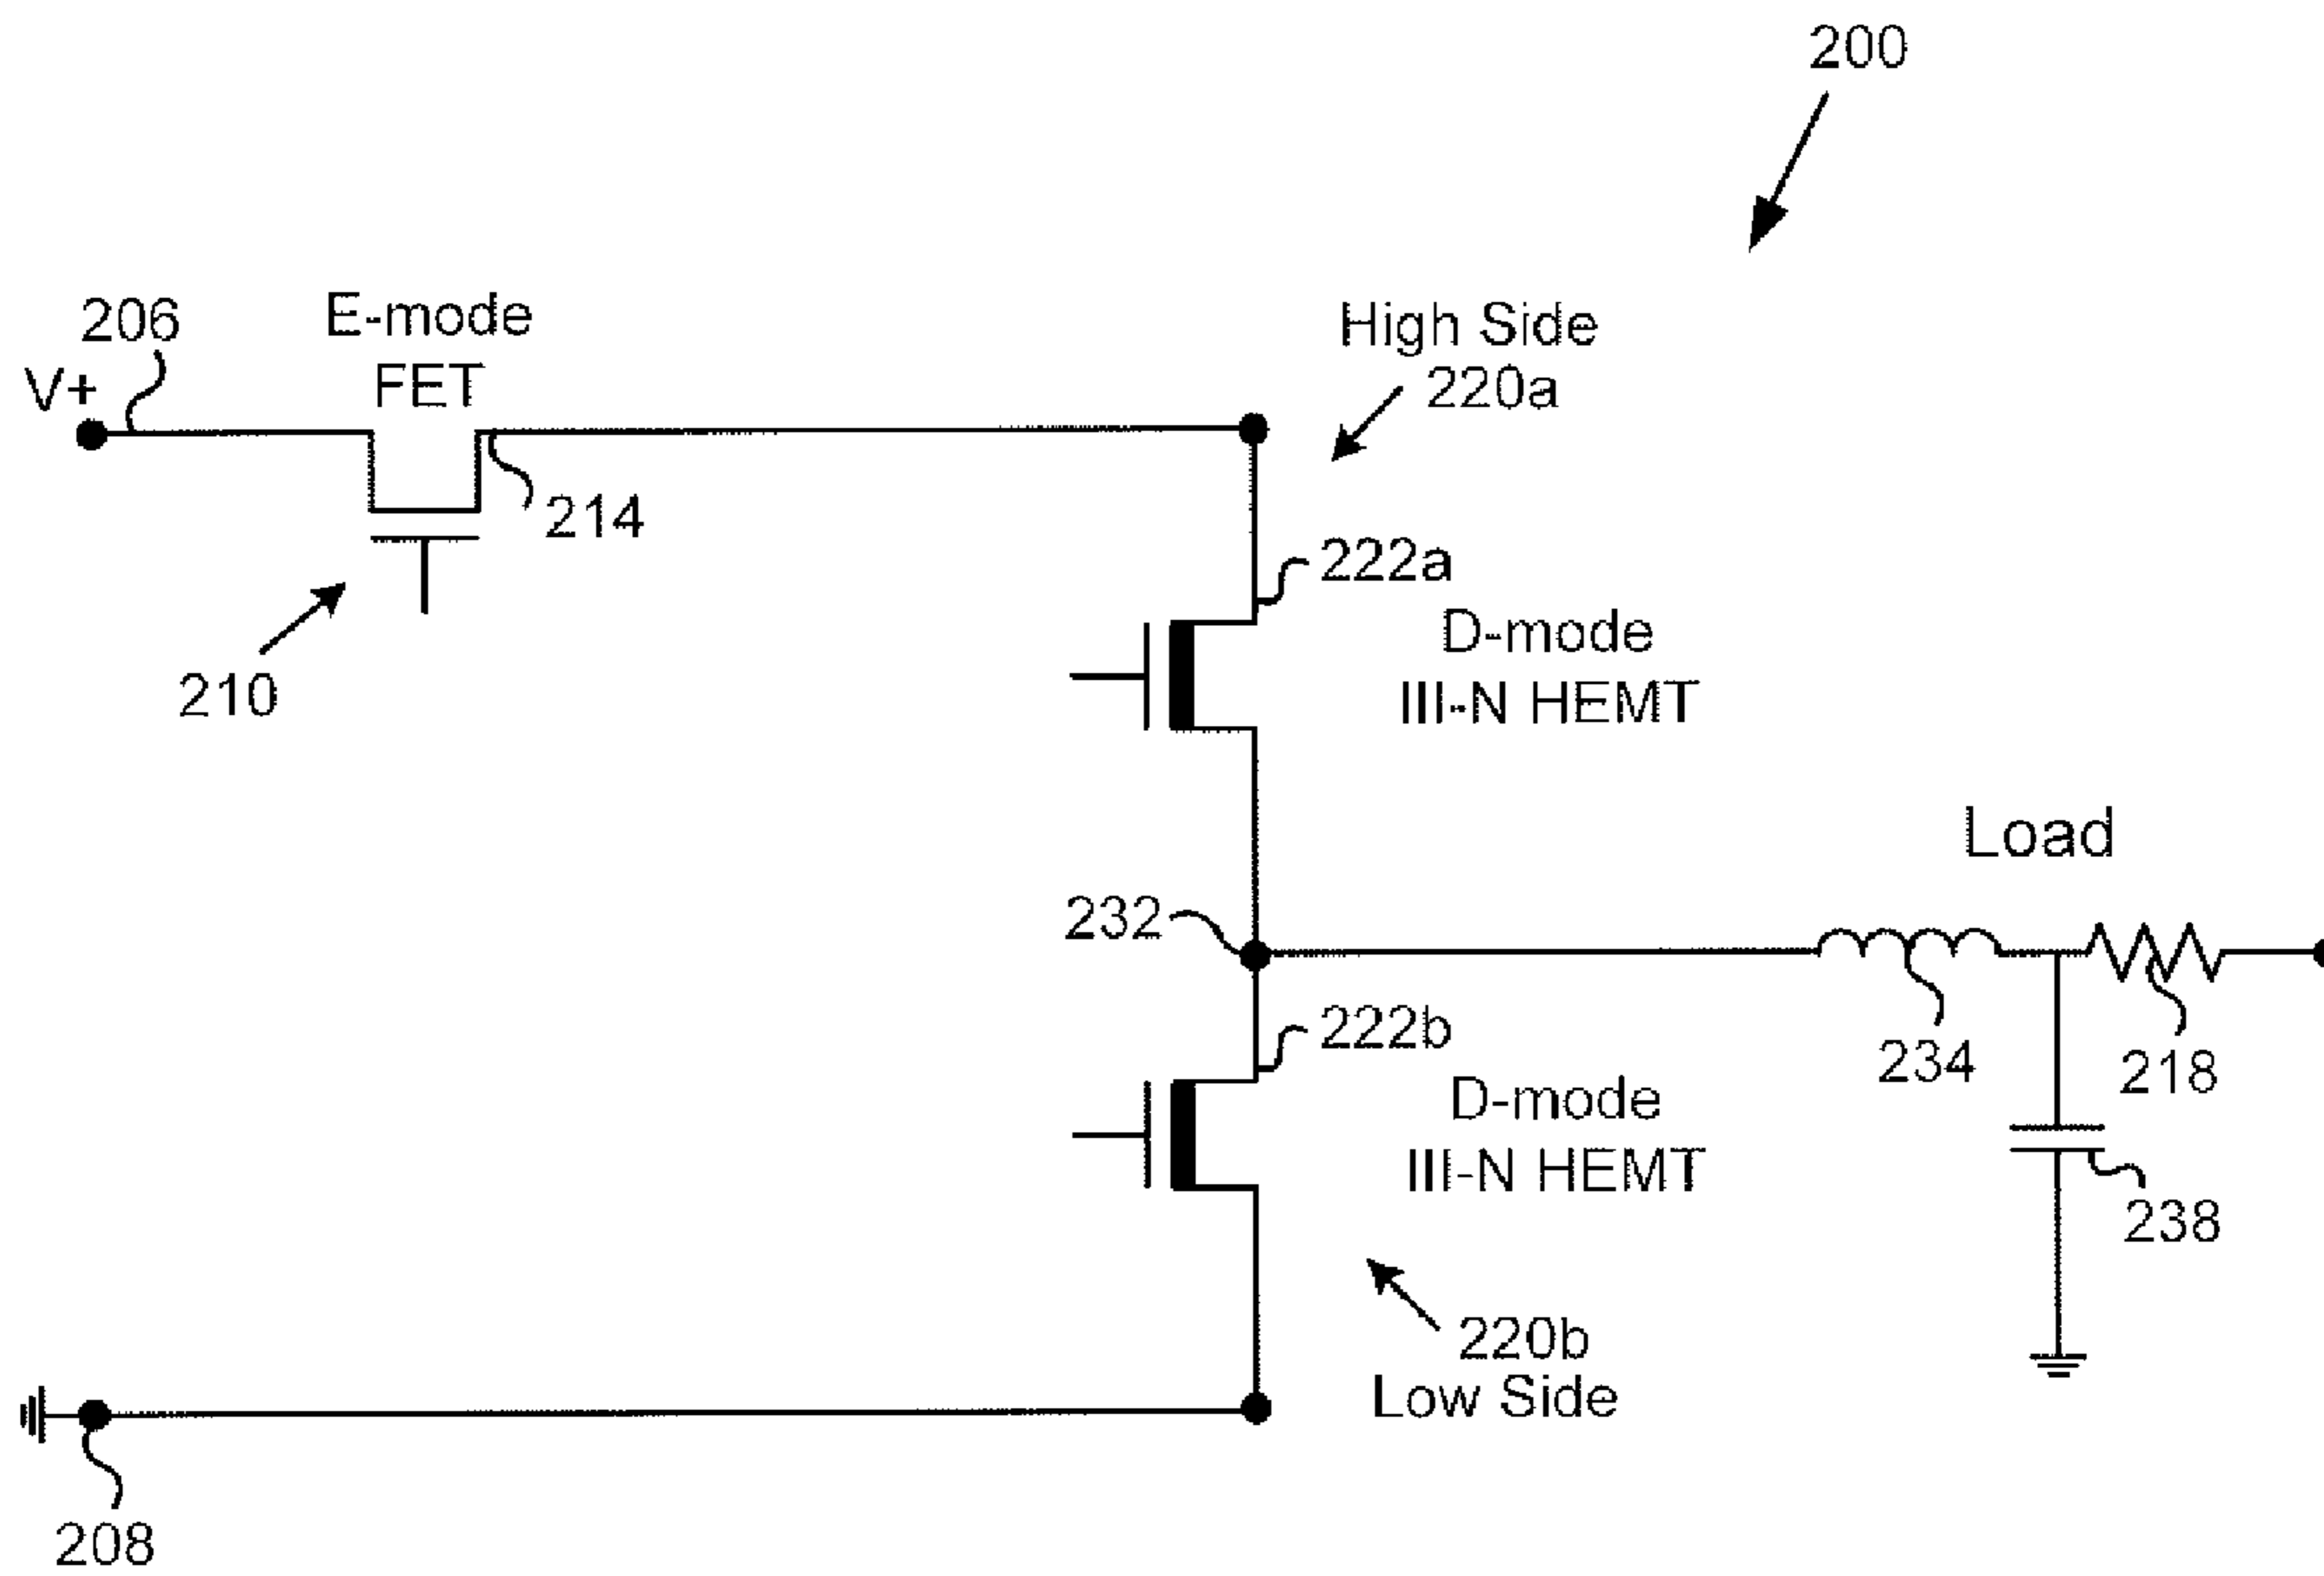 200
206
E-mode
FET
V+
High Side
220a
214
222a
210
D-mode
III-N HEMT
Load
232
222b
234
218
D-mode
III-N HEMT
238
220b
Low Side
208